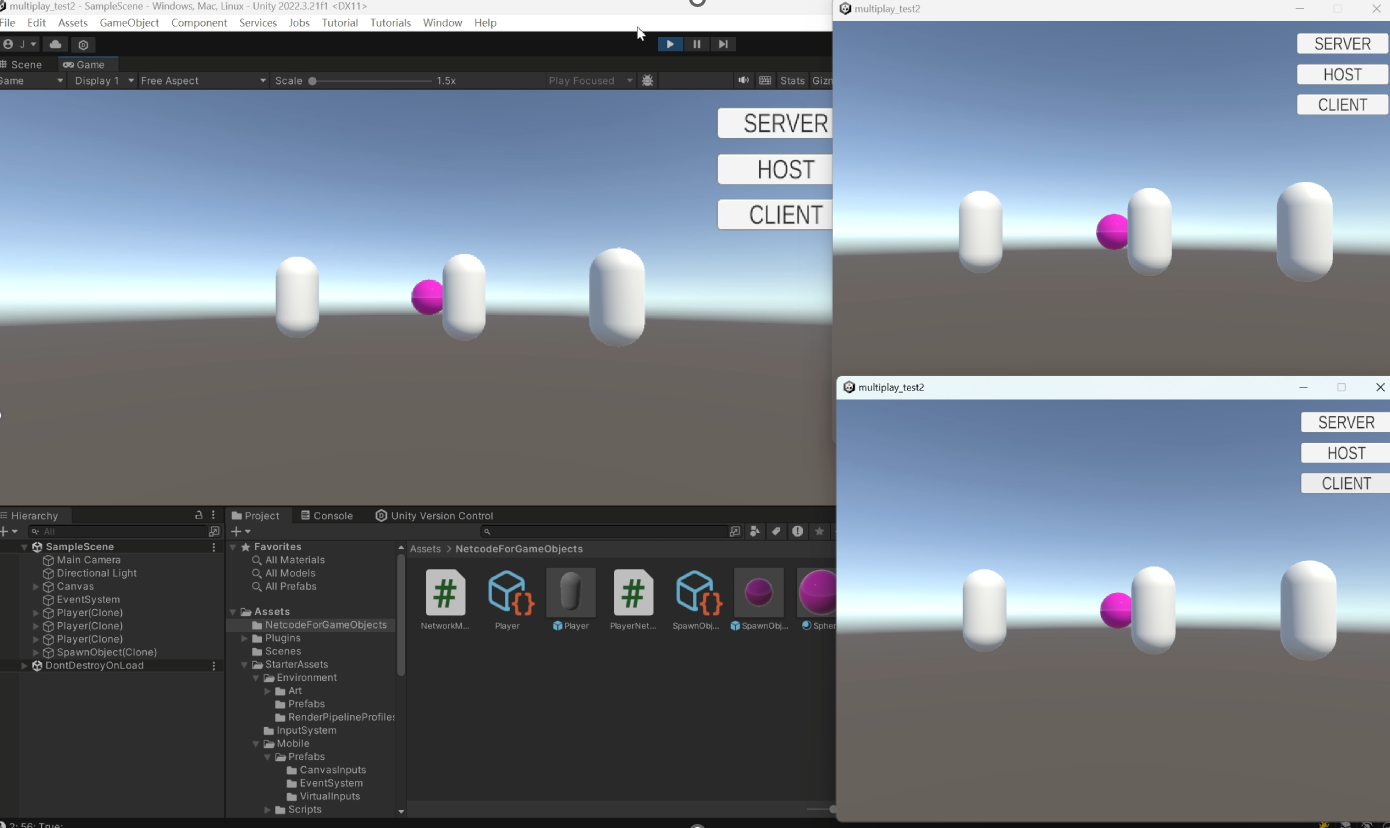 multiplay_test2 - SampleScene - Windows, Mac, Linux - Unity 2022.3.21f1 <DX11>
File Edit Assets GameObject Component Services Jobs Tutorial Tutorials Window Help
J
Scene Game
Game Display 1 Free Aspect Scale 1.5x Play Focused Stats Gizm
SERVER
HOST
CLIENT
multiplay_test2
SERVER
HOST
CLIENT
multiplay_test2
SERVER
HOST
CLIENT
Hierarchy
All
SampleScene
Main Camera
Directional Light
Canvas
EventSystem
Player(Clone)
Player(Clone)
Player(Clone)
SpawnObject(Clone)
DontDestroyOnLoad
Project Console Unity Version Control
Favorites
All Materials
All Models
All Prefabs
Assets
NetcodeForGameObjects
Plugins
Scenes
StarterAssets
Environment
Art
Prefabs
RenderPipelineProfiles
InputSystem
Mobile
Prefabs
CanvasInputs
EventSystem
VirtualInputs
Scripts
Assets > NetcodeForGameObjects
NetworkM... Player Player PlayerNet... SpawnObj... SpawnObj... Spher
2: 56: True: